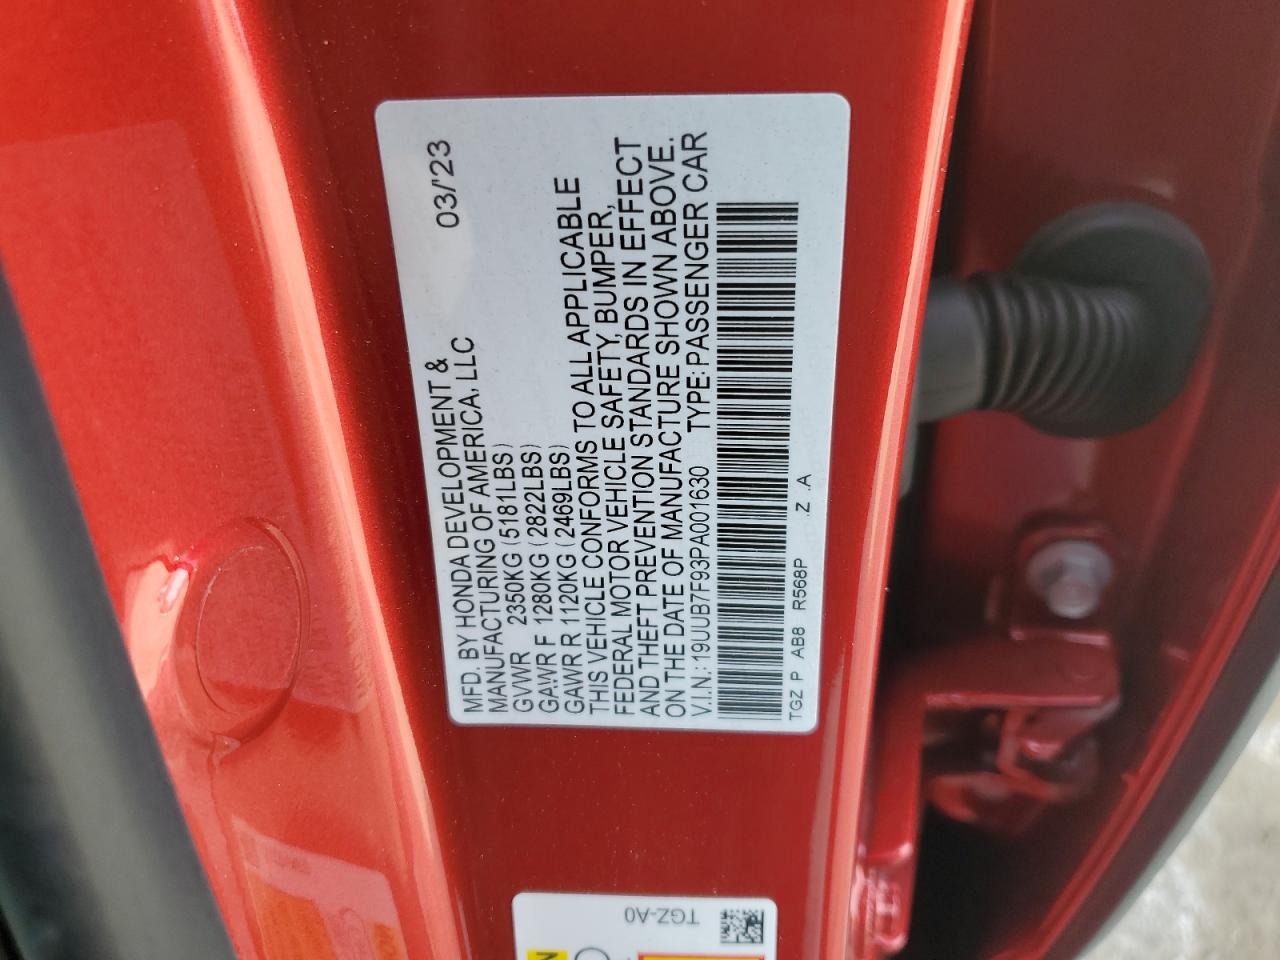 MFD. BY HONDA DEVELOPMENT & 03/'23
MANUFACTURING OF AMERICA, LLC
GVWR 2350KG (5181LBS)
GAWR F 1280KG (2822LBS)
GAWR R 1120KG (2469LBS)
THIS VEHICLE CONFORMS TO ALL APPLICABLE
FEDERAL MOTOR VEHICLE SAFETY, BUMPER,
AND THEFT PREVENTION STANDARDS IN EFFECT
ON THE DATE OF MANUFACTURE SHOWN ABOVE.
V.I.N.: 19UUB7F93PA001630 TYPE: PASSENGER CAR
TGZ P AB8 R568P .Z .A
TGZ-A0